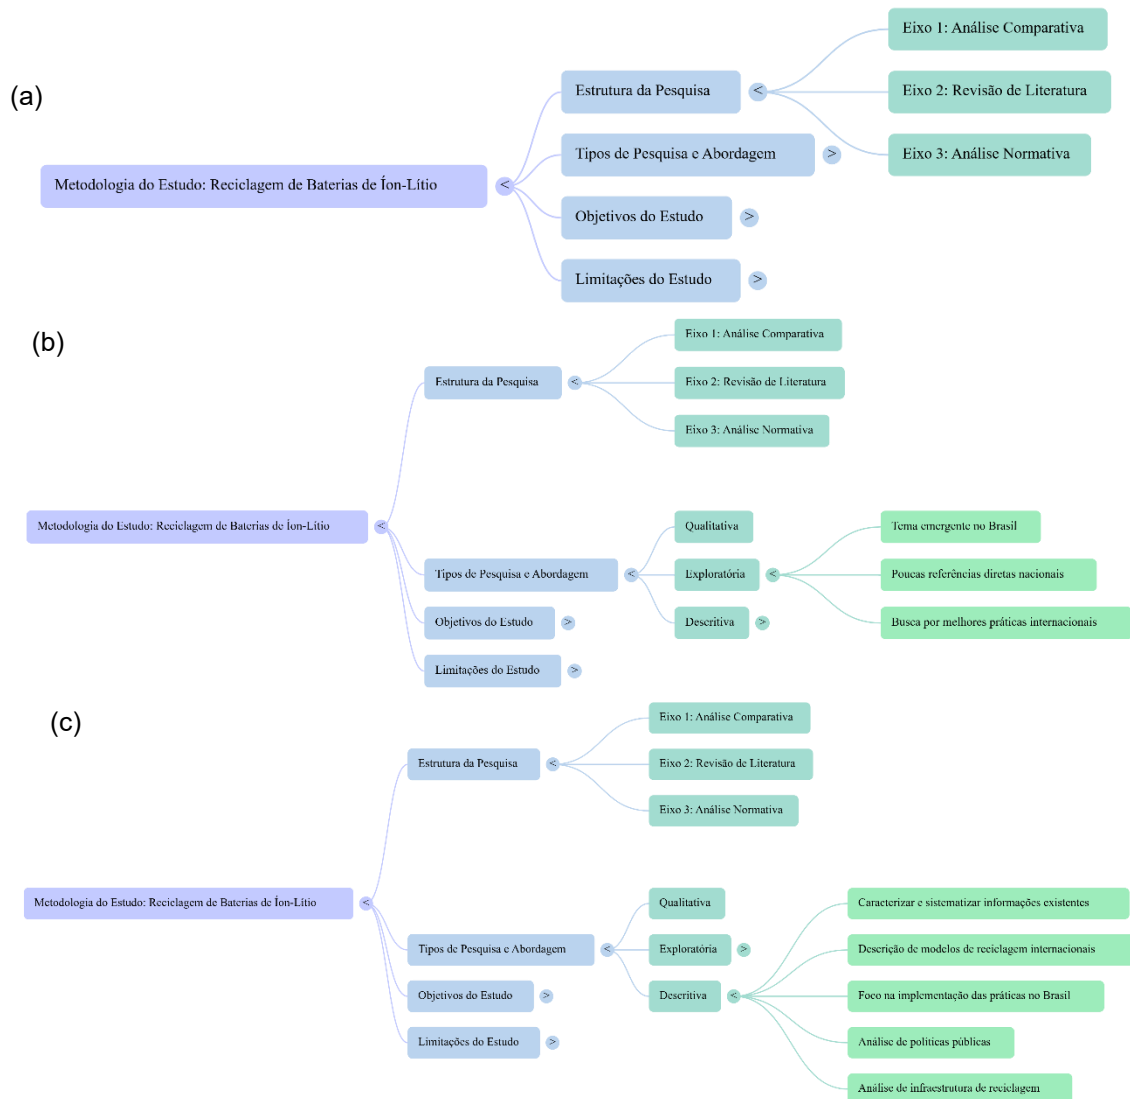 (a)
Eixo 1: Análise Comparativa
Estrutura da Pesquisa <
Eixo 2: Revisão de Literatura
Tipos de Pesquisa e Abordagem >
Eixo 3: Análise Normativa
Metodologia do Estudo: Reciclagem de Baterias de Íon-Lítio <
Objetivos do Estudo >
Limitações do Estudo >
(b)
Eixo 1: Análise Comparativa
Estrutura da Pesquisa <
Eixo 2: Revisão de Literatura
Eixo 3: Análise Normativa
Metodologia do Estudo: Reciclagem de Baterias de Íon-Lítio <
Qualitativa
Tema emergente no Brasil
Tipos de Pesquisa e Abordagem <
Exploratória <
Poucas referências diretas nacionais
Objetivos do Estudo >
Descritiva >
Busca por melhores práticas internacionais
Limitações do Estudo >
(c)
Eixo 1: Análise Comparativa
Estrutura da Pesquisa <
Eixo 2: Revisão de Literatura
Eixo 3: Análise Normativa
Metodologia do Estudo: Reciclagem de Baterias de Íon-Lítio <
Qualitativa
Caracterizar e sistematizar informações existentes
Tipos de Pesquisa e Abordagem <
Exploratória >
Descrição de modelos de reciclagem internacionais
Objetivos do Estudo >
Descritiva <
Foco na implementação das práticas no Brasil
Limitações do Estudo >
Análise de políticas públicas
Análise de infraestrutura de reciclagem